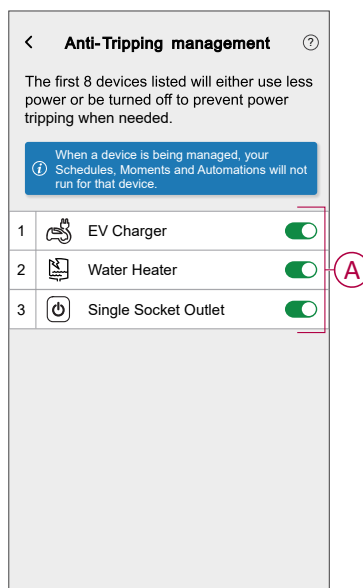 Anti-Tripping management
?
The first 8 devices listed will either use less
power or be turned off to prevent power
tripping when needed.
i
When a device is being managed, your
Schedules, Moments and Automations will not
run for that device.
1 EV Charger
2 Water Heater
3 Single Socket Outlet
A